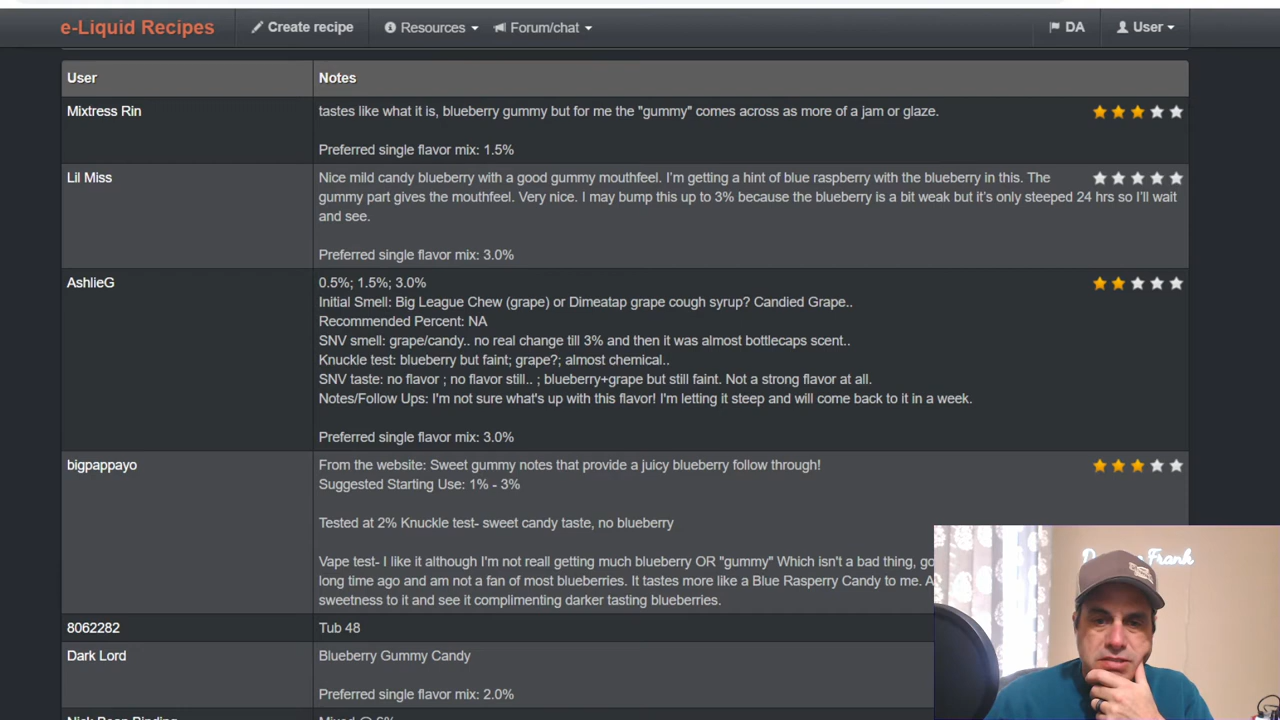 e-Liquid Recipes Create recipe Resources Forum/chat DA User
User Notes
Mixtress Rin tastes like what it is, blueberry gummy but for me the "gummy" comes across as more of a jam or glaze.
Preferred single flavor mix: 1.5%
Lil Miss Nice mild candy blueberry with a good gummy mouthfeel. I'm getting a hint of blue raspberry with the blueberry in this. The
gummy part gives the mouthfeel. Very nice. I may bump this up to 3% because the blueberry is a bit weak but it's only steeped 24 hrs so I'll wait
and see.
Preferred single flavor mix: 3.0%
AshlieG 0.5%; 1.5%; 3.0%
Initial Smell: Big League Chew (grape) or Dimeatap grape cough syrup? Candied Grape..
Recommended Percent: NA
SNV smell: grape/candy.. no real change till 3% and then it was almost bottlecaps scent..
Knuckle test: blueberry but faint; grape?; almost chemical..
SNV taste: no flavor ; no flavor still.. ; blueberry+grape but still faint. Not a strong flavor at all.
Notes/Follow Ups: I'm not sure what's up with this flavor! I'm letting it steep and will come back to it in a week.
Preferred single flavor mix: 3.0%
bigpappayo From the website: Sweet gummy notes that provide a juicy blueberry follow through!
Suggested Starting Use: 1% - 3%
Tested at 2% Knuckle test- sweet candy taste, no blueberry
Vape test- I like it although I'm not reall getting much blueberry OR "gummy" Which isn't a bad thing,
long time ago and am not a fan of most blueberries. It tastes more like a Blue Rasperry Candy to me.
sweetness to it and see it complimenting darker tasting blueberries.
8062282 Tub 48
Dark Lord Blueberry Gummy Candy
Preferred single flavor mix: 2.0%
Mixed @ 6%
Frank